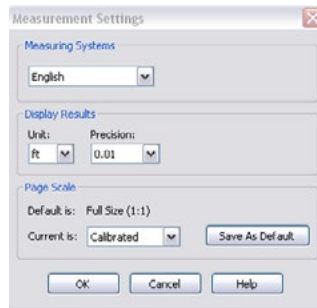 Measurement Settings
Measuring Systems
English
Display Results
Unit: Precision:
ft 0.01
Page Scale
Default is: Full Size (1:1)
Current is: Calibrated Save As Default
OK Cancel Help